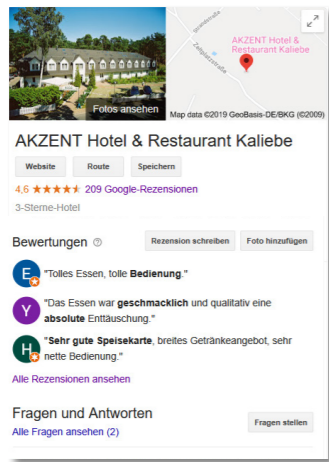 Fotos ansehen
AKZENT Hotel &
Restaurant Kaliebe
Map data ©2019 GeoBasis-DE/BKG (©2009)
AKZENT Hotel & Restaurant Kaliebe
Website Route Speichern
4,6 ★★★★★ 209 Google-Rezensionen
3-Sterne-Hotel
Bewertungen Rezension schreiben Foto hinzufügen
E "Tolles Essen, tolle Bedienung."
Y "Das Essen war geschmacklich und qualitativ eine
absolute Enttäuschung."
H "Sehr gute Speisekarte, breites Getränkeangebot, sehr
nette Bedienung."
Alle Rezensionen ansehen
Fragen und Antworten
Fragen stellen
Alle Fragen ansehen (2)